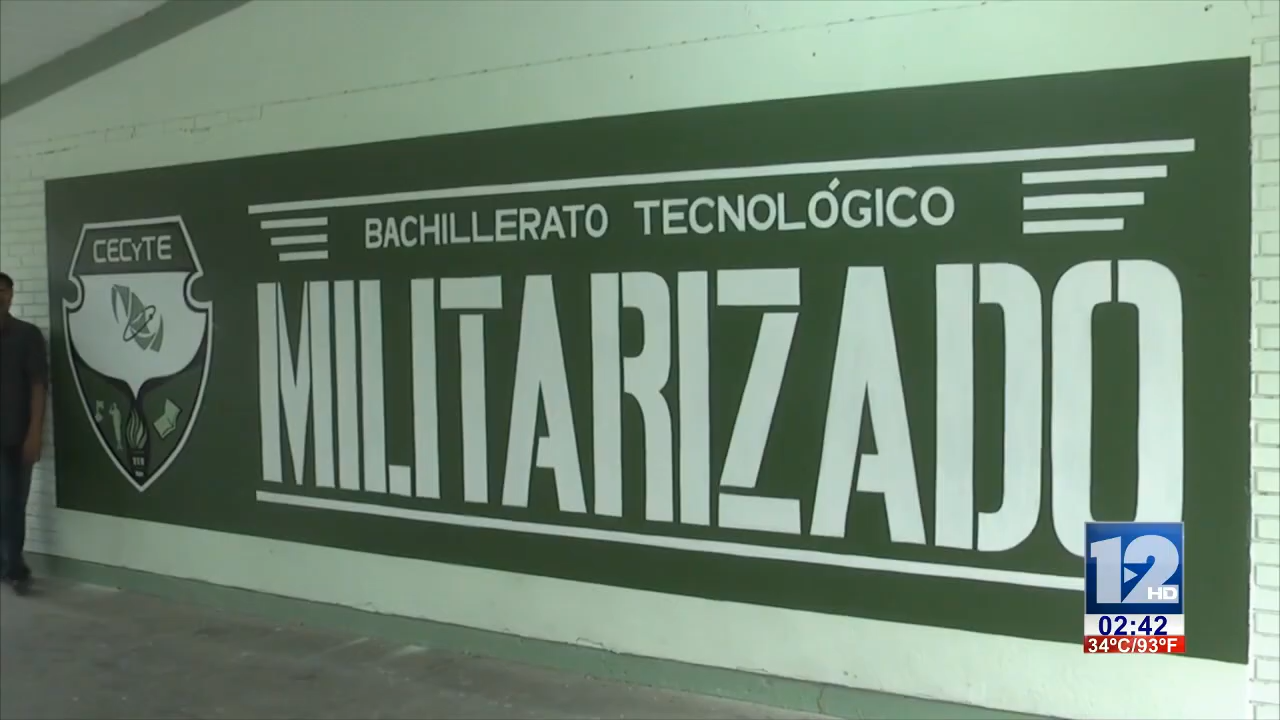 CECyTE
BACHILLERATO TECNOLÓGICO
MILITARIZADO
12
HD
02:42
34ºC/93ºF